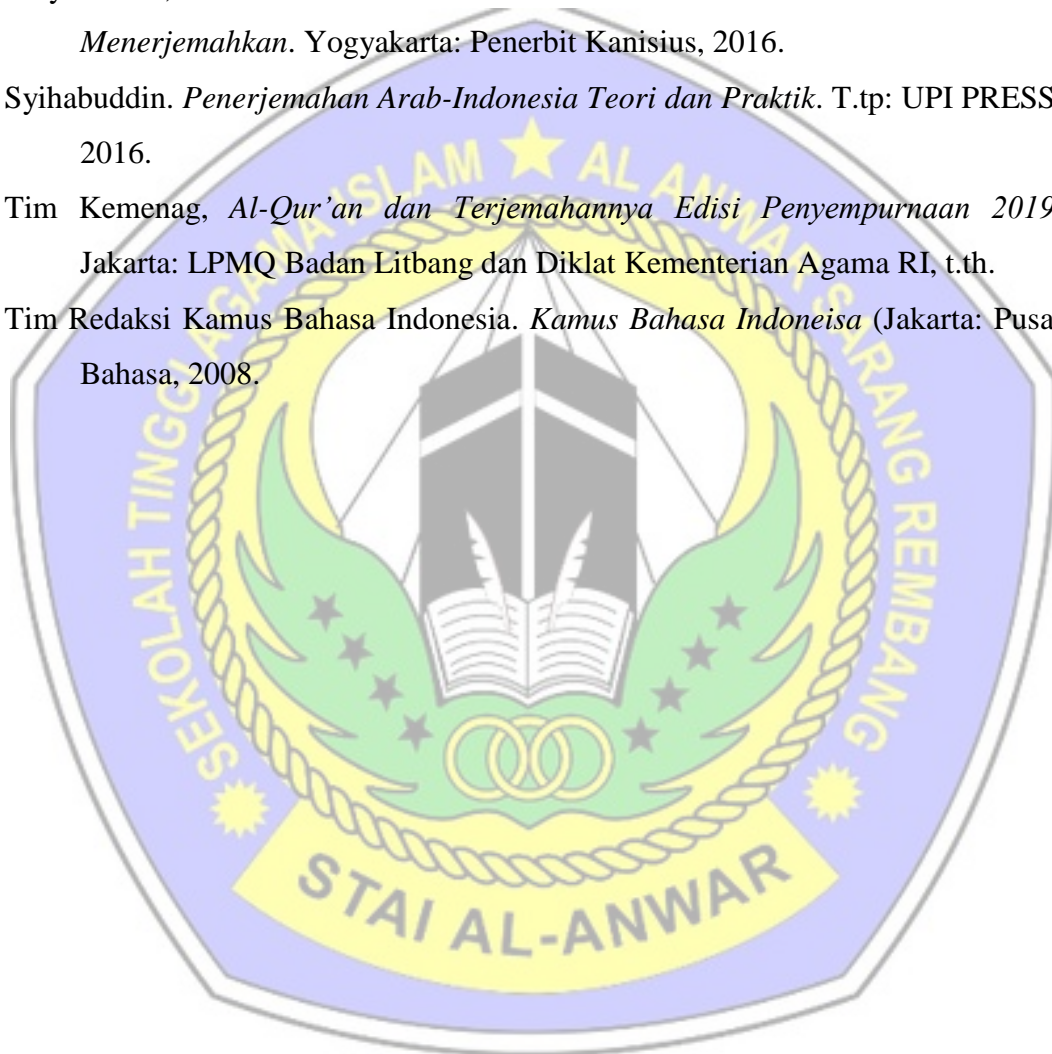 Menerjemahkan. Yogyakarta: Penerbit Kanisius, 2016.
Syihabuddin. Penerjemahan Arab-Indonesia Teori dan Praktik. T.tp: UPI PRESS
2016.
Tim Kemenag, Al-Qur’an dan Terjemahannya Edisi Penyempurnaan 2019
Jakarta: LPMQ Badan Litbang dan Diklat Kementerian Agama RI, t.th.
Tim Redaksi Kamus Bahasa Indonesia. Kamus Bahasa Indoneisa (Jakarta: Pusa
Bahasa, 2008.
SEKOLAH TINGGI AGAMA ISLAM AL ANWAR SARANG REMBANG
STAI AL-ANWAR